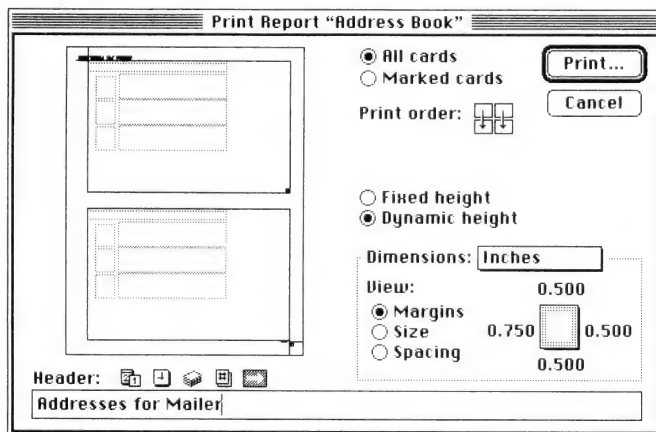 Print Report “Address Book”
All cards
Marked cards
Print...
Cancel
Print order:
Fixed height
Dynamic height
Dimensions: Inches
View:
0.500
Margins
Size
0.750
0.500
Spacing
0.500
Header:
Addresses for Mailer